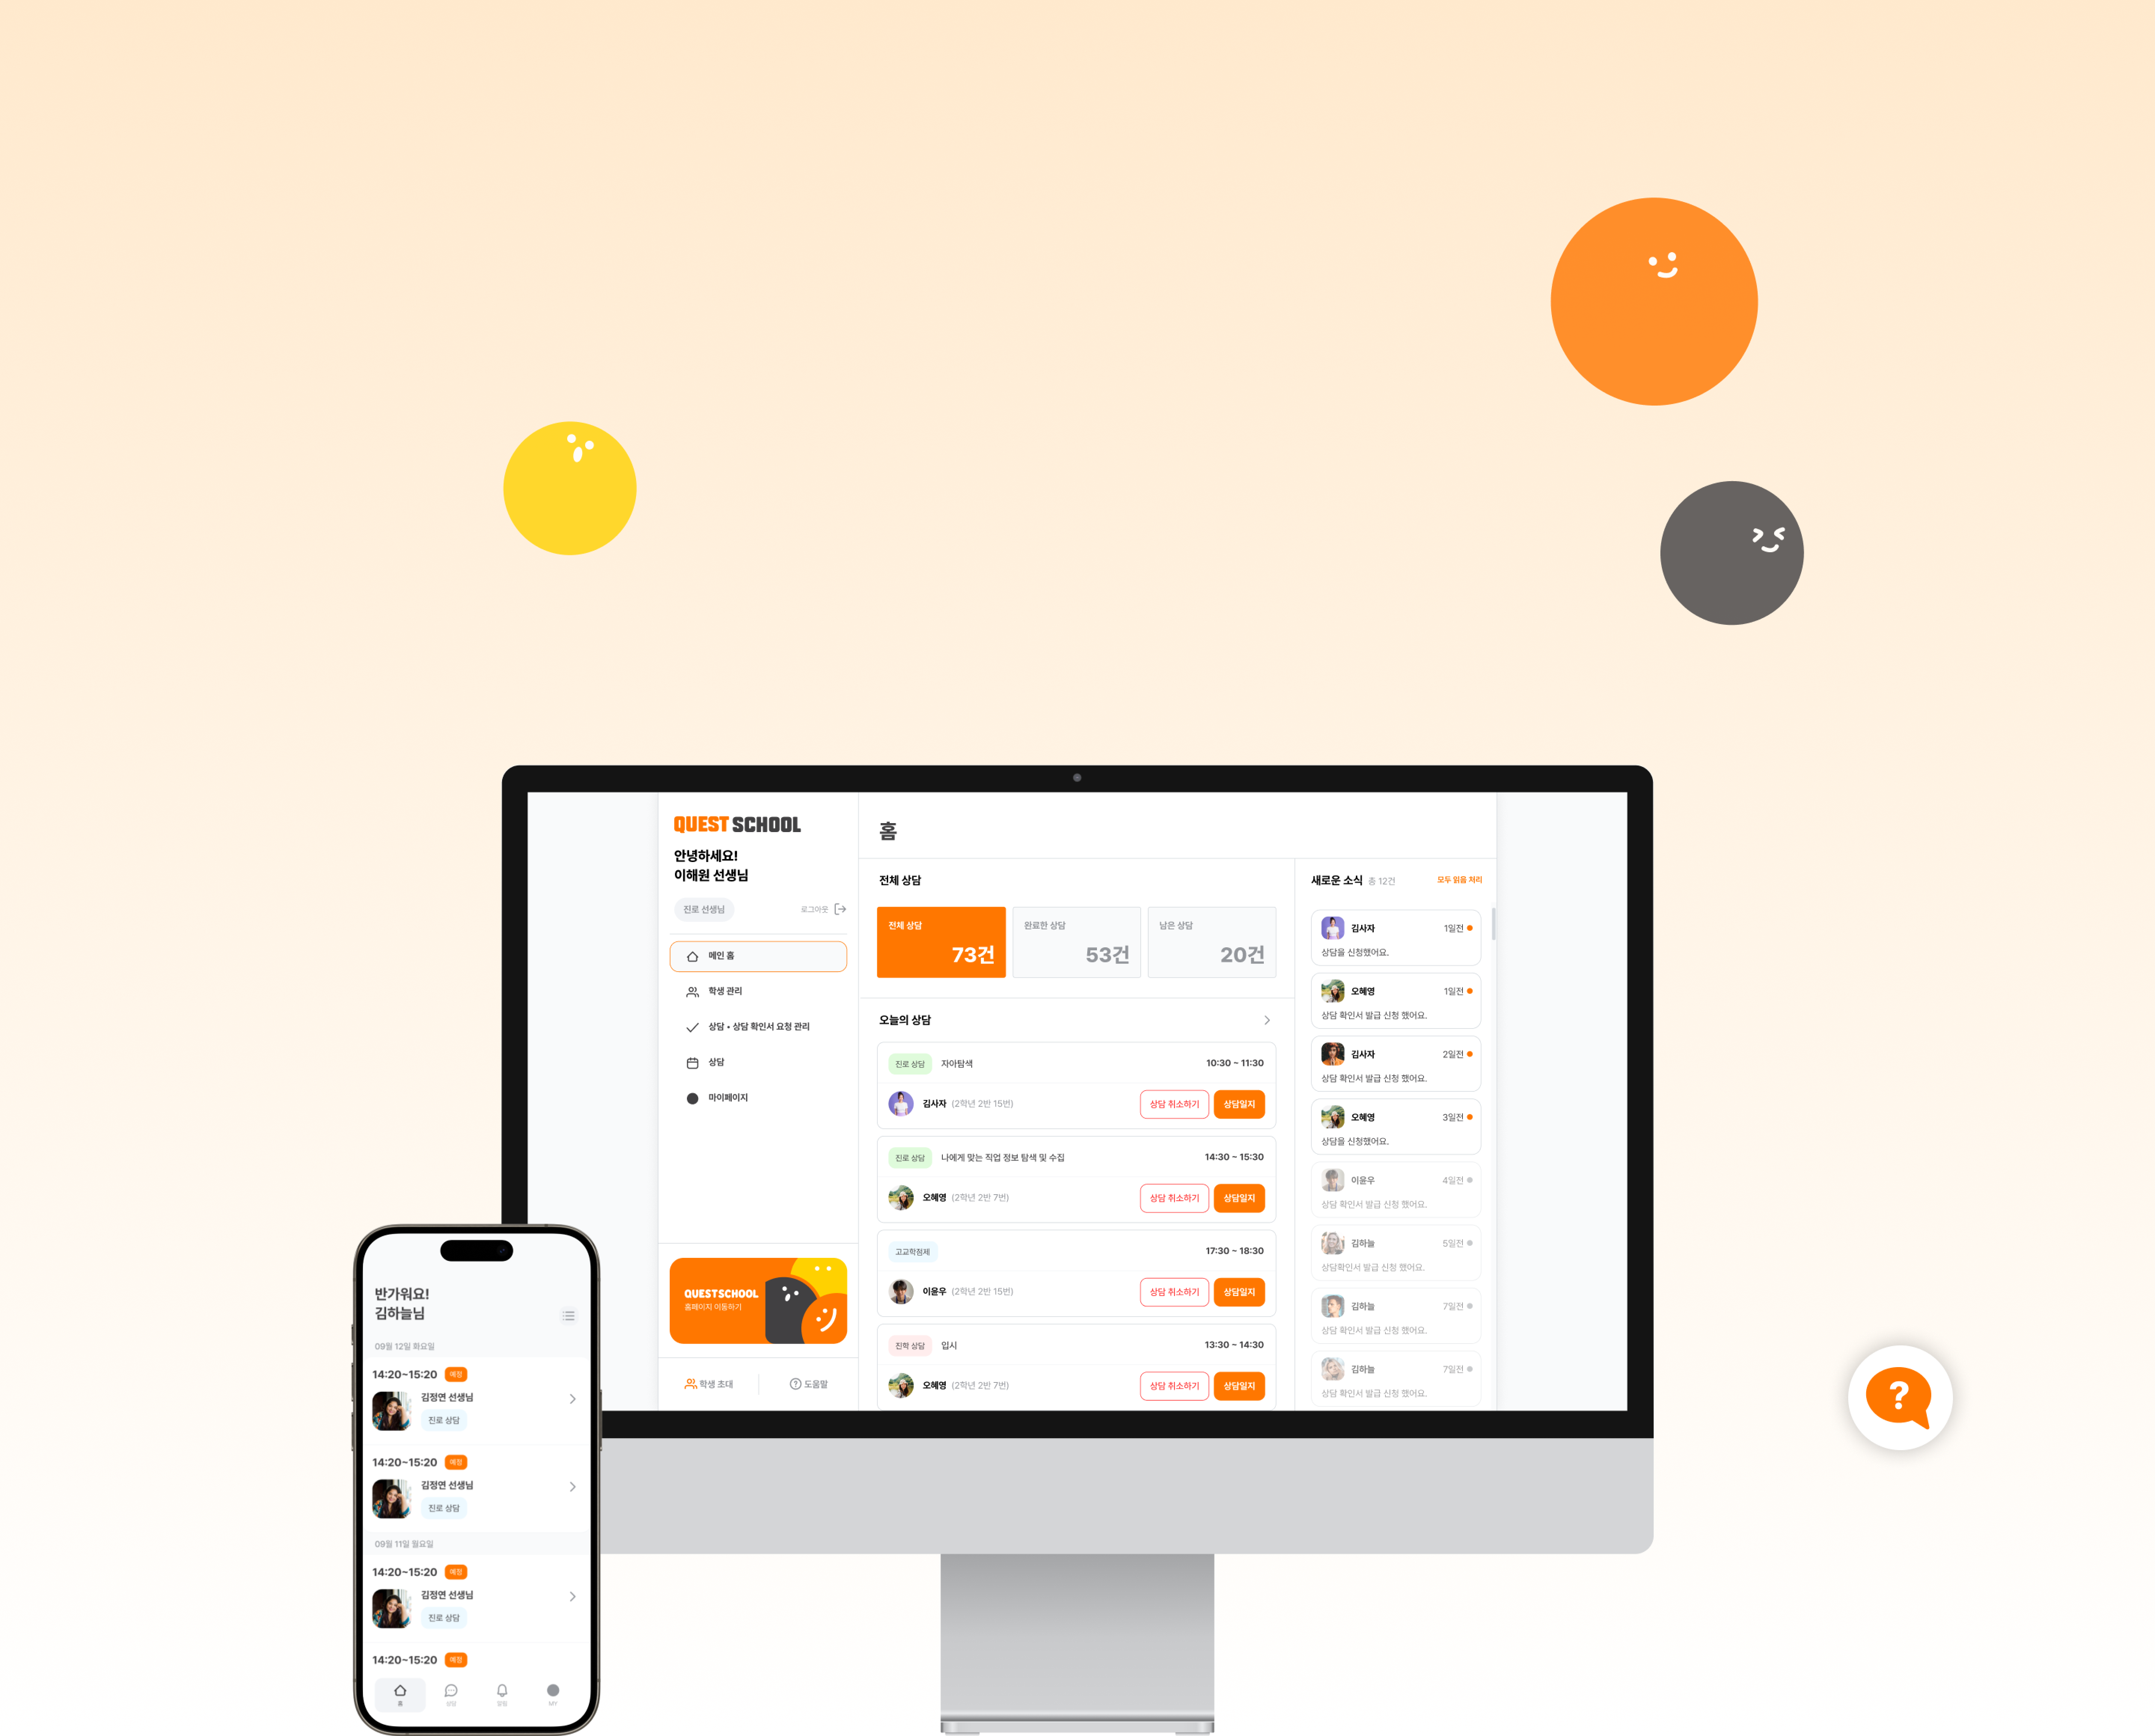 QUEST SCHOOL
안녕하세요!
이해원 선생님
진로 선생님
로그아웃
메인 홈
학생 관리
상담 • 상담 확인서 요청 관리
상담
마이페이지
QUESTSCHOOL
홈페이지 이동하기
학생 초대
도움말
홈
전체 상담
전체 상담
73건
완료한 상담
53건
남은 상담
20건
오늘의 상담
진로 상담 자아탐색 10:30 ~ 11:30
김사자 (2학년 2반 15번) 상담 취소하기 상담일지
진로 상담 나에게 맞는 직업 정보 탐색 및 수집 14:30 ~ 15:30
오혜영 (2학년 2반 7번) 상담 취소하기 상담일지
고교학점제 17:30 ~ 18:30
이윤우 (2학년 2반 15번) 상담 취소하기 상담일지
진학 상담 입시 13:30 ~ 14:30
오혜영 (2학년 2반 7번) 상담 취소하기 상담일지
새로운 소식 총 12건 모두 읽음 처리
김사자 1일전
상담을 신청했어요.
오혜영 1일전
상담 확인서 발급 신청 했어요.
김사자 2일전
상담 확인서 발급 신청 했어요.
오혜영 3일전
상담을 신청했어요.
이윤우 4일전
상담 확인서 발급 신청 했어요.
김하늘 5일전
상담확인서 발급 신청 했어요.
김하늘 7일전
상담 확인서 발급 신청 했어요.
김하늘 7일전
상담 확인서 발급 신청 했어요.
반가워요!
김하늘님
09월 12일 화요일
14:20~15:20 예정
김정연 선생님
진로 상담
14:20~15:20 예정
김정연 선생님
진로 상담
09월 11일 월요일
14:20~15:20 예정
김정연 선생님
진로 상담
14:20~15:20 예정
홈 상담 알림 MY
?